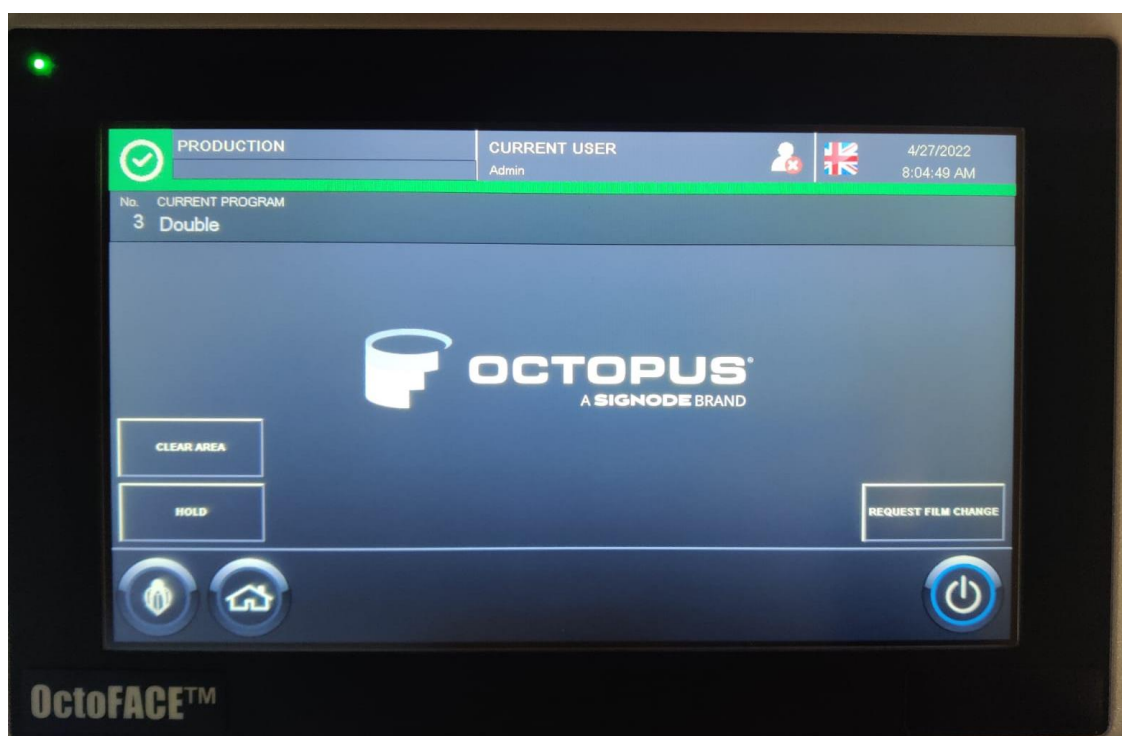 PRODUCTION
CURRENT USER
Admin
4/27/2022
8:04:49 AM
No. CURRENT PROGRAM
3 Double
OCTOPUS®
A SIGNODE BRAND
CLEAR AREA
HOLD
REQUEST FILM CHANGE
OctoFACE™